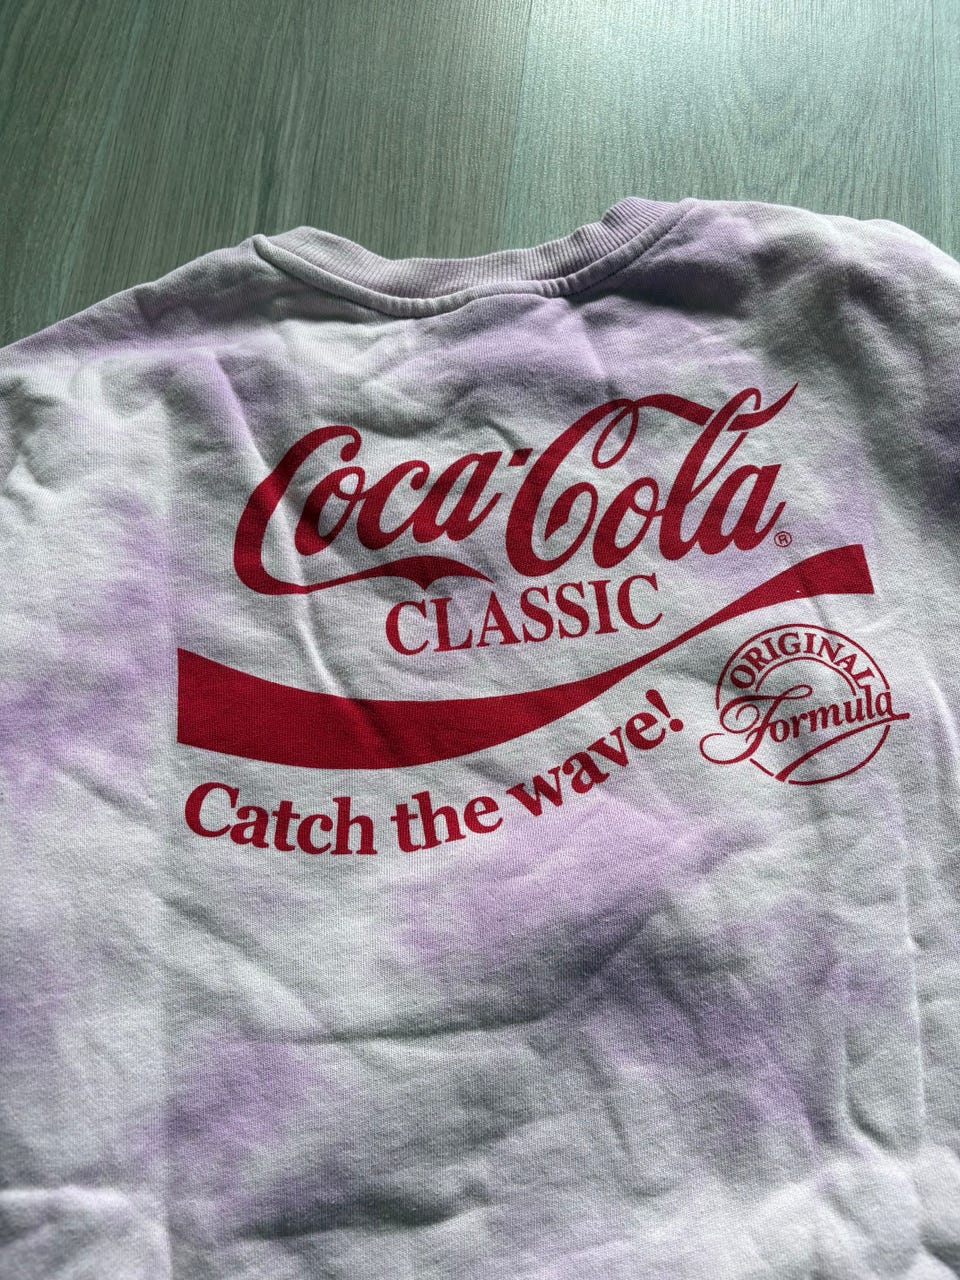 Coca-Cola
®
CLASSIC
ORIGINAL
Formula
Catch the wave!